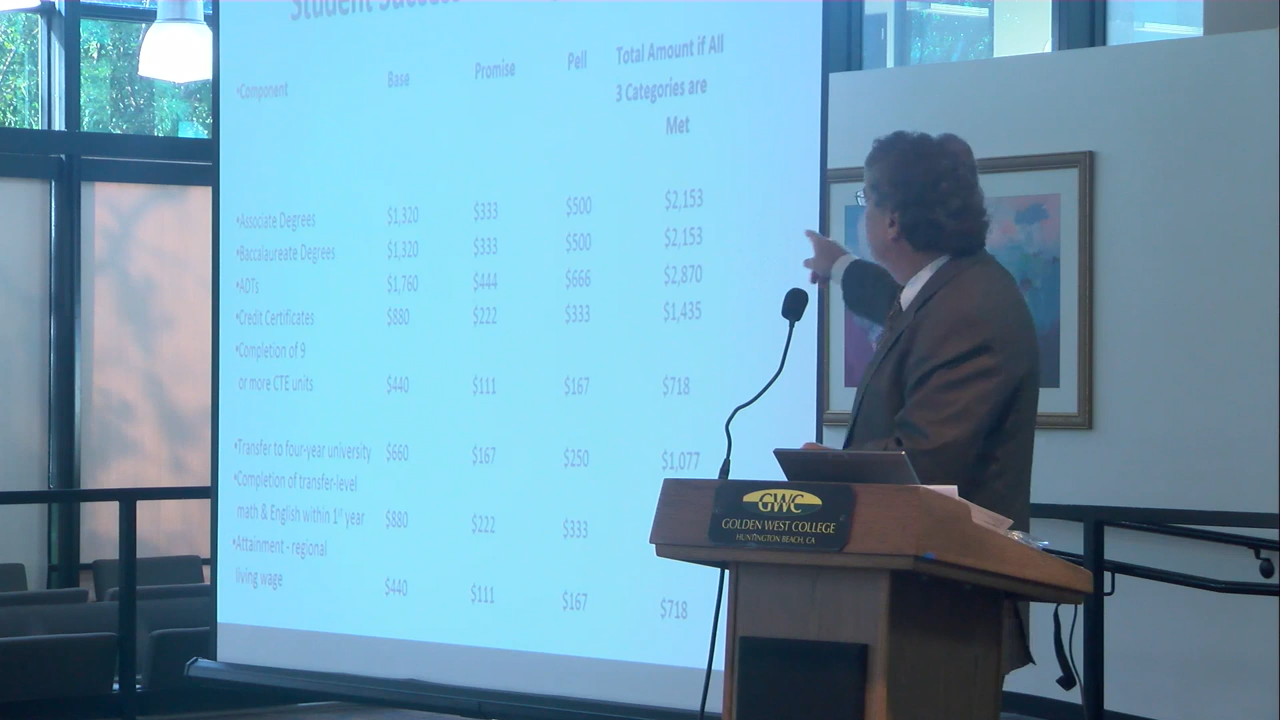 Student Success
•Component Base Promise Pell Total Amount if All
3 Categories are
Met
•Associate Degrees $1,320 $333 $500 $2,153
•Baccalaureate Degrees $1,320 $333 $500 $2,153
•ADTs $1,760 $444 $666 $2,870
•Credit Certificates $880 $222 $333 $1,435
•Completion of 9
or more CTE units $440 $111 $167 $718
•Transfer to four-year university $660 $167 $250 $1,077
•Completion of transfer-level
math & English within 1st year $880 $222 $333
•Attainment - regional
living wage $440 $111 $167 $718
GWC
GOLDEN WEST COLLEGE
HUNTINGTON BEACH, CA